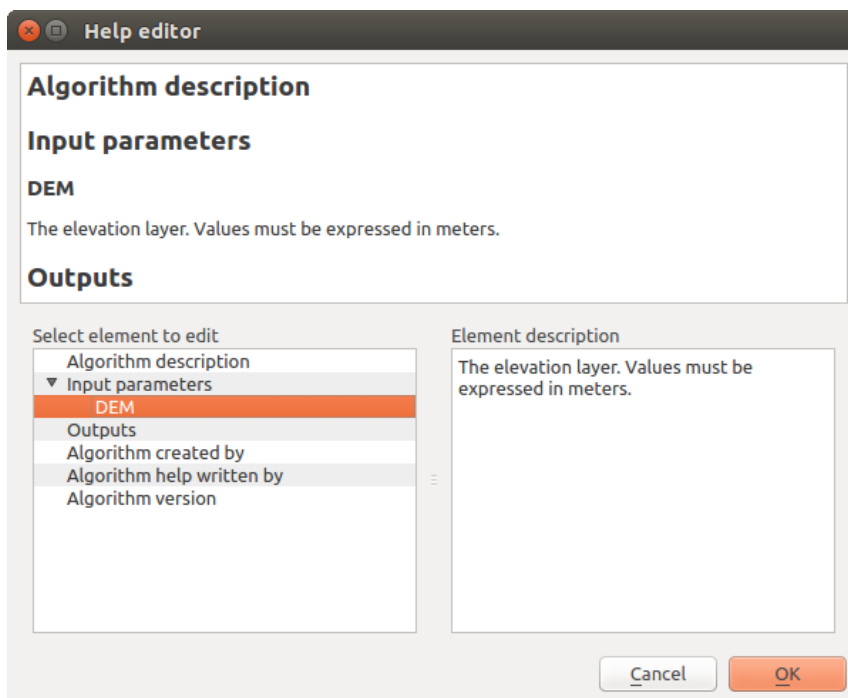 Help editor
Algorithm description
Input parameters
DEM
The elevation layer. Values must be expressed in meters.
Outputs
Select element to edit
Algorithm description
Input parameters
DEM
Outputs
Algorithm created by
Algorithm help written by
Algorithm version
Element description
The elevation layer. Values must be
expressed in meters.
Cancel
OK